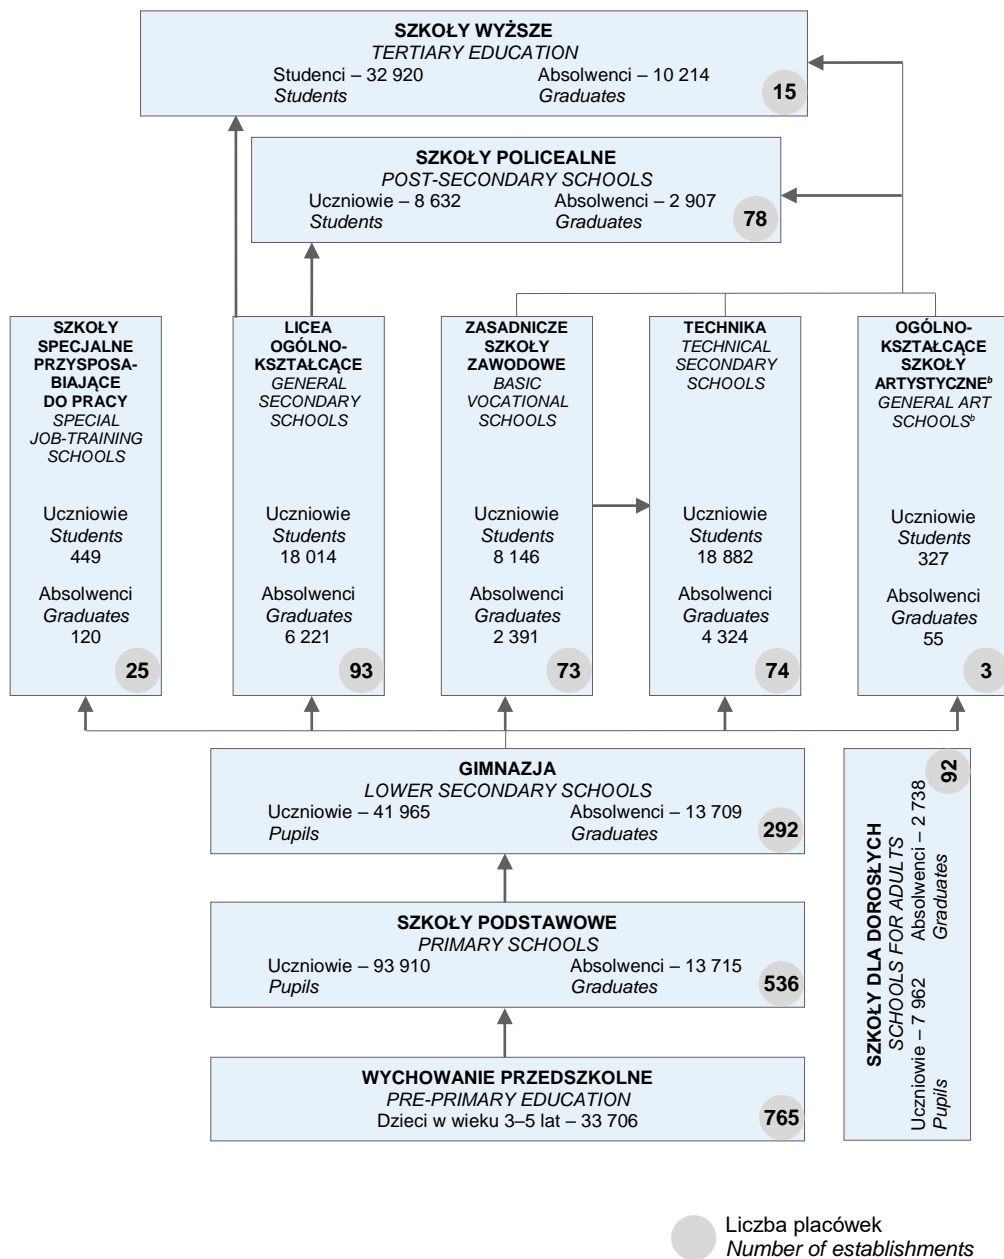 SZKOŁY WYŻSZE
TERTIARY EDUCATION
Studenci – 32 920 Absolwenci – 10 214
Students Graduates
15
SZKOŁY POLICEALNE
POST-SECONDARY SCHOOLS
Uczniowie – 8 632 Absolwenci – 2 907
Students Graduates
78
SZKOŁY
SPECJALNE
PRZYSPOSA-
BIAJĄCE
DO PRACY
SPECIAL
JOB-TRAINING
SCHOOLS
Uczniowie
Students
449
Absolwenci
Graduates
120
25
LICEA
OGÓLNO-
KSZTAŁCĄCE
GENERAL
SECONDARY
SCHOOLS
Uczniowie
Students
18 014
Absolwenci
Graduates
6 221
93
ZASADNICZE
SZKOŁY
ZAWODOWE
BASIC
VOCATIONAL
SCHOOLS
Uczniowie
Students
8 146
Absolwenci
Graduates
2 391
73
TECHNIKA
TECHNICAL
SECONDARY
SCHOOLS
Uczniowie
Students
18 882
Absolwenci
Graduates
4 324
74
OGÓLNO-
KSZTAŁCĄCE
SZKOŁY
ARTYSTYCZNEᵇ
GENERAL ART
SCHOOLSᵇ
Uczniowie
Students
327
Absolwenci
Graduates
55
3
GIMNAZJA
LOWER SECONDARY SCHOOLS
Uczniowie – 41 965 Absolwenci – 13 709
Pupils Graduates
292
SZKOŁY PODSTAWOWE
PRIMARY SCHOOLS
Uczniowie – 93 910 Absolwenci – 13 715
Pupils Graduates
536
WYCHOWANIE PRZEDSZKOLNE
PRE-PRIMARY EDUCATION
Dzieci w wieku 3–5 lat – 33 706
765
SZKOŁY DLA DOROSŁYCH
SCHOOLS FOR ADULTS
Uczniowie – 7 962 Absolwenci – 2 738
Pupils Graduates
92
Liczba placówek
Number of establishments